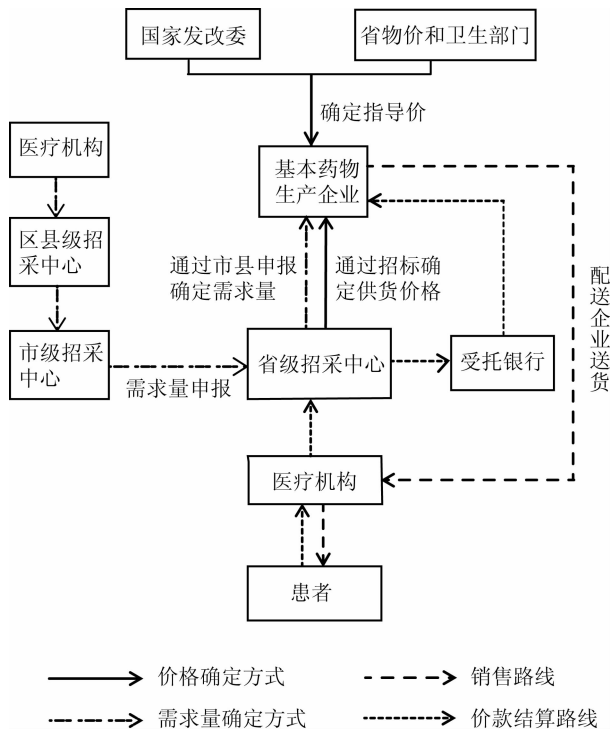 国家发改委
省物价和卫生部门
确定指导价
医疗机构
基本药物
生产企业
区县级招
采中心
通过市县申报
确定需求量
通过招标确
定供货价格
配送企业送货
市级招采
中心
需求量申报
省级招采中心
受托银行
医疗机构
患者
价格确定方式
销售路线
需求量确定方式
价款结算路线